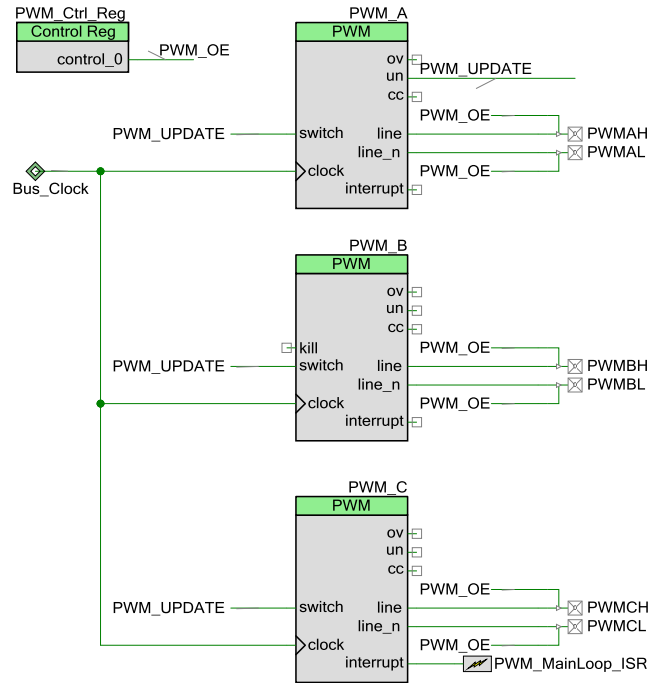 PWM_Ctrl_Reg
Control Reg
control_0
PWM_OE
PWM_A
PWM
ov
un
PWM_UPDATE
cc
PWM_OE
PWM_UPDATE
switch
line
PWMAH
line_n
PWMAL
clock
PWM_OE
Bus_Clock
interrupt
PWM_B
PWM
ov
un
cc
kill
PWM_OE
PWM_UPDATE
switch
line
PWMBH
line_n
PWMBL
clock
PWM_OE
interrupt
PWM_C
PWM
ov
un
cc
PWM_OE
PWM_UPDATE
switch
line
PWMCH
line_n
PWMCL
clock
PWM_OE
interrupt
PWM_MainLoop_ISR